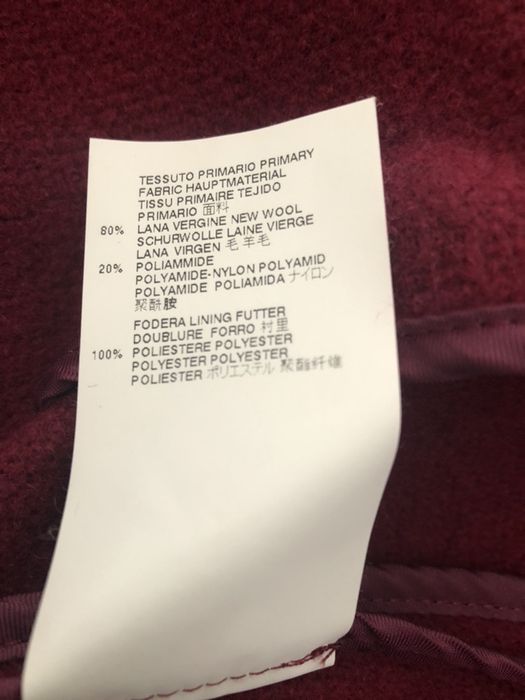 TESSUTO PRIMARIO PRIMARY
FABRIC HAUPTMATERIAL
TISSU PRIMAIRE TEJIDO
PRIMARIO 面料
80% LANA VERGINE NEW WOOL
SCHURWOLLE LAINE VIERGE
LANA VIRGEN 毛 羊毛
20% POLIAMMIDE
POLYAMIDE-NYLON POLYAMID
POLYAMIDE POLIAMIDA ナイロン
聚酰胺
FODERA LINING FUTTER
DOUBLURE FORRO 衬里
100% POLIESTERE POLYESTER
POLYESTER POLYESTER
POLIESTER ポリエステル 聚酯纤维